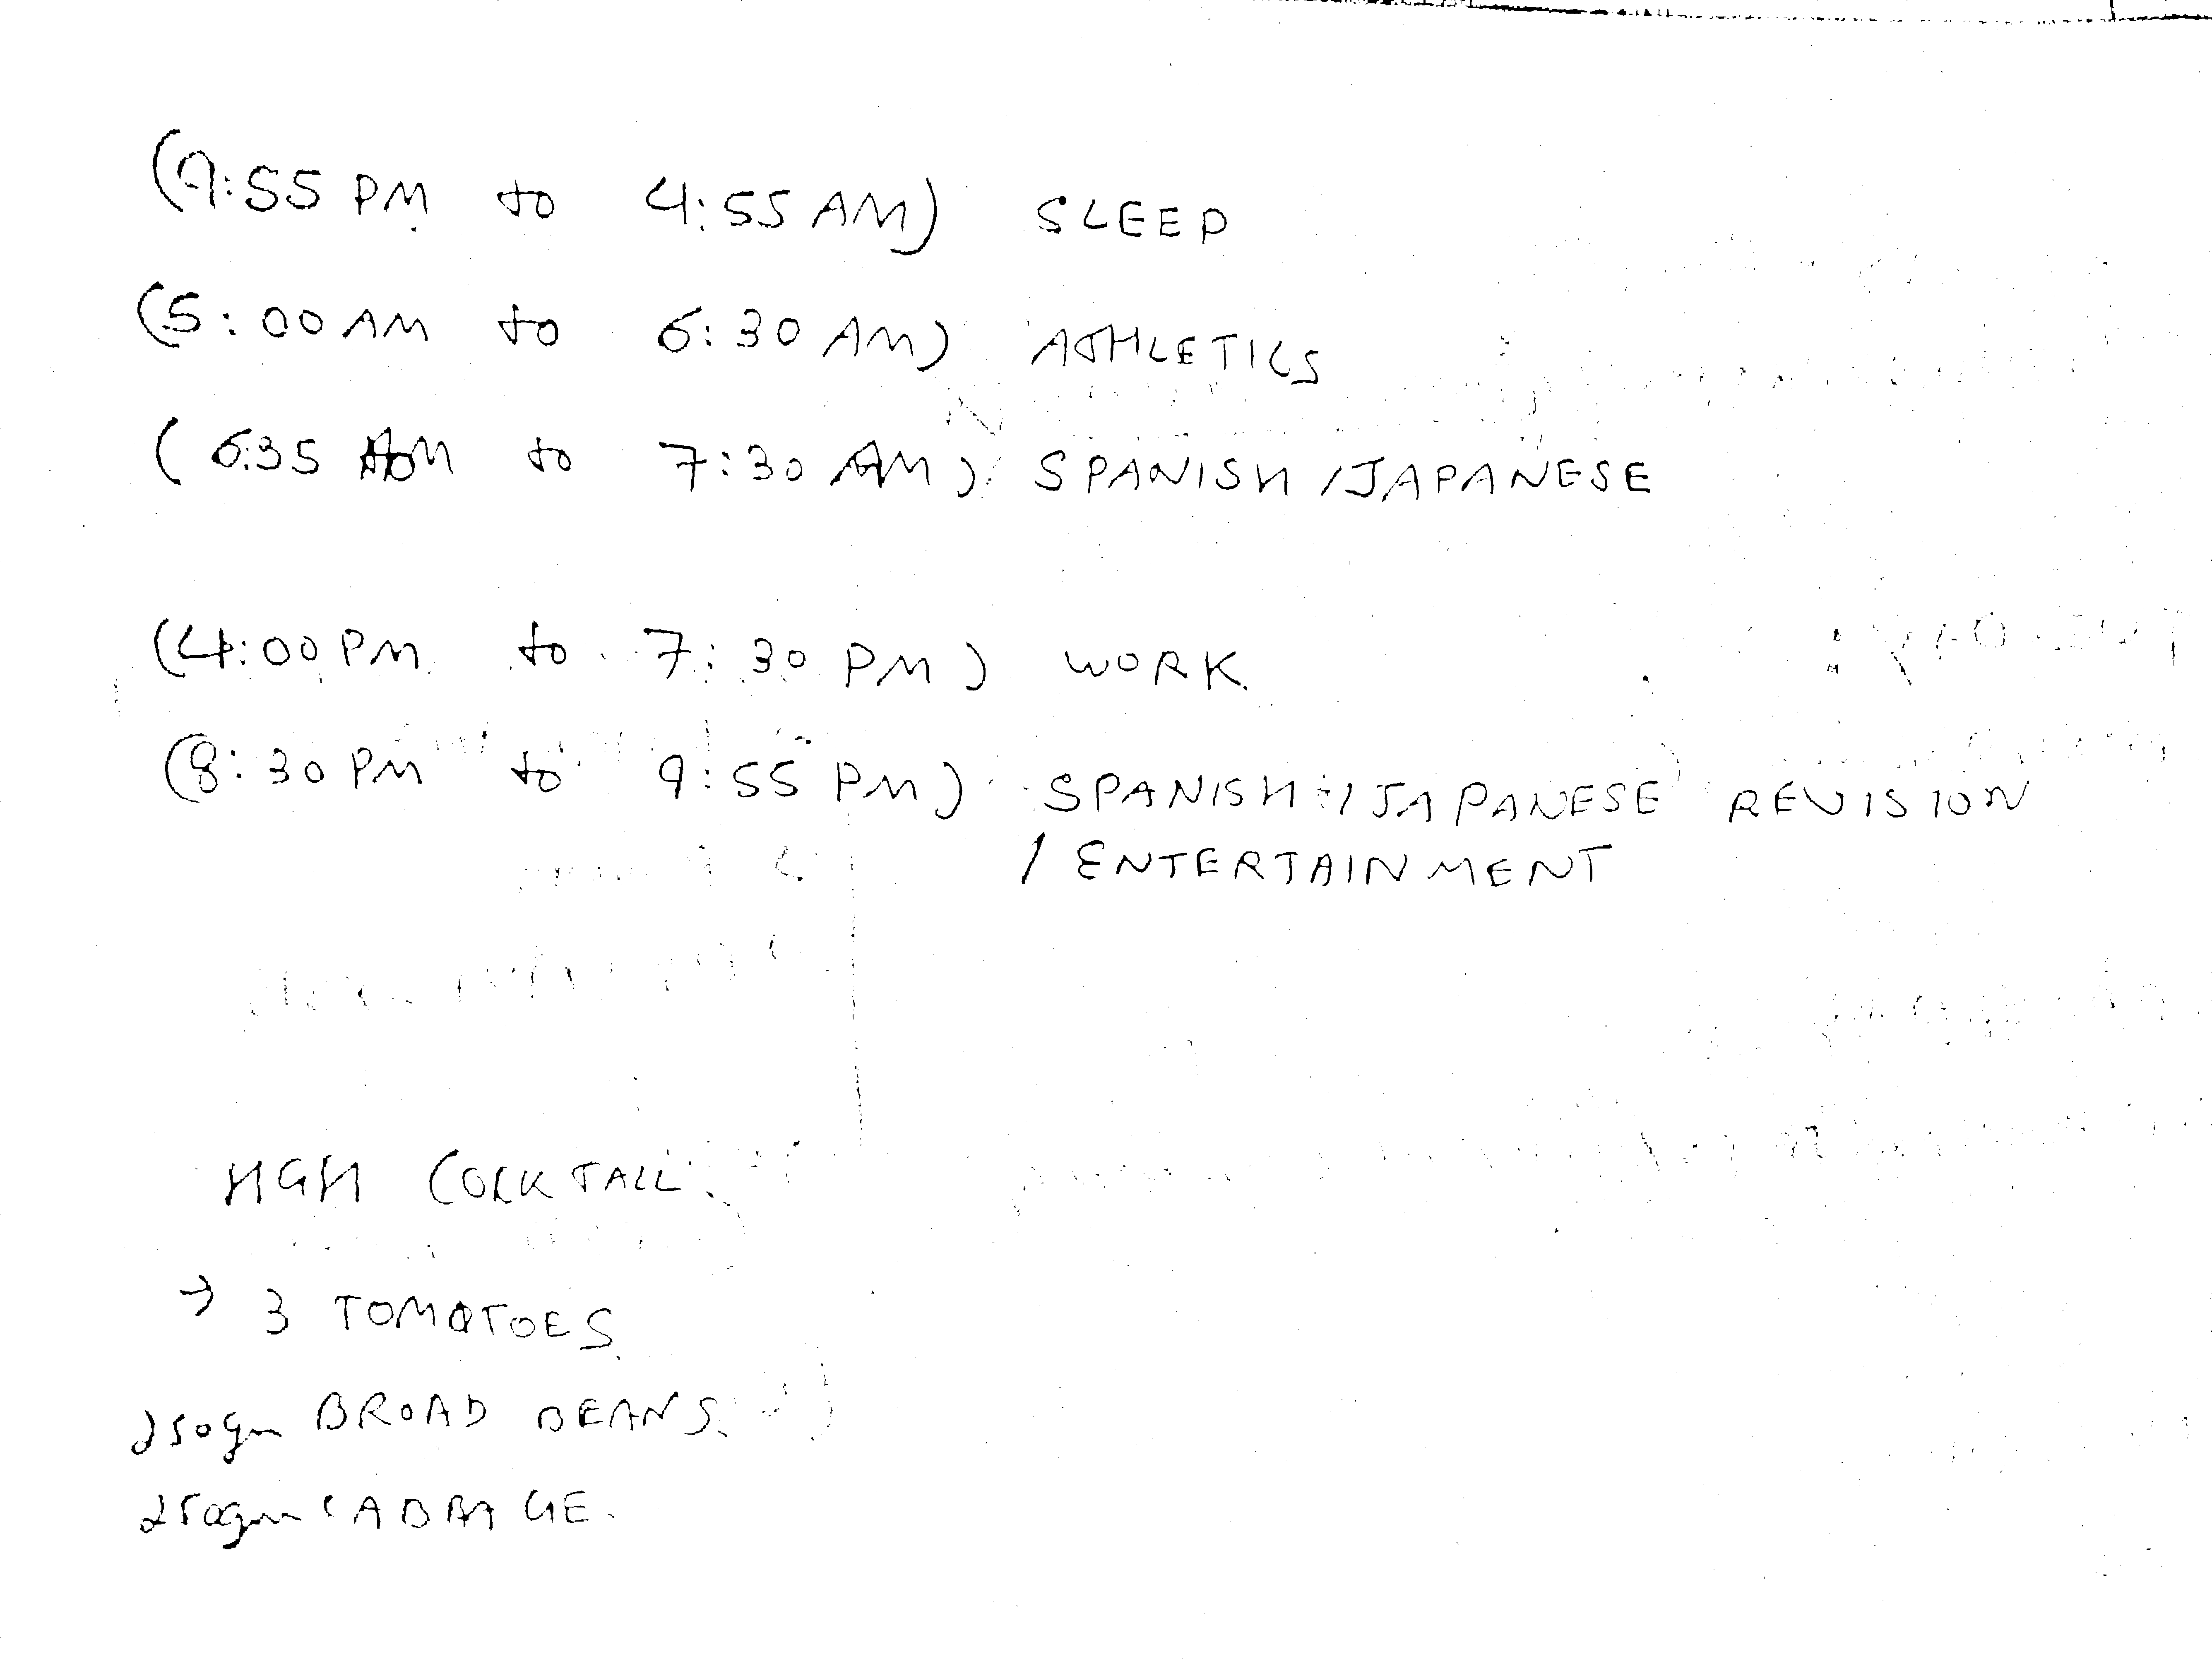 (9:55 PM to 4:55 AM) SLEEP
(5:00 AM to 6:30 AM) ATHLETICS
(6:35 AM to 7:30 AM) SPANISH /JAPANESE
(4:00 PM to 7:30 PM) WORK
(8:30 PM to 9:55 PM) SPANISH /JAPANESE REVISION
/ ENTERTAINMENT
HGH COCKTAIL
→ 3 TOMATOES
250gm BROAD BEANS
250gm CABBAGE.